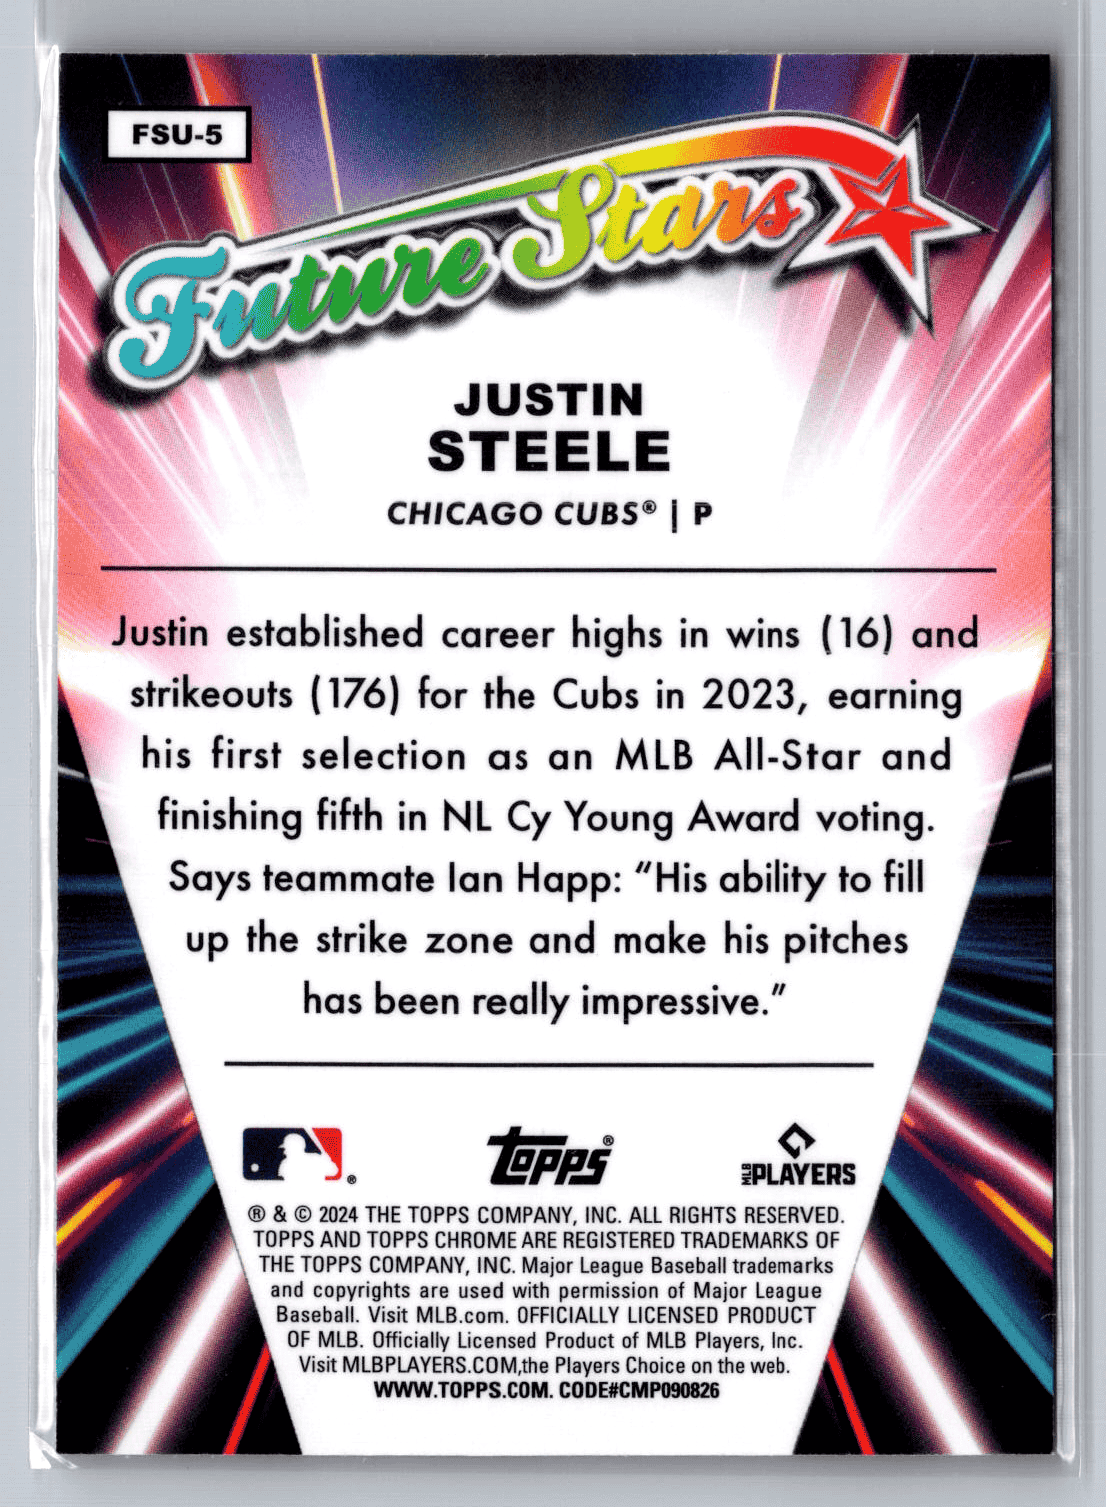 FSU-5
Future Stars
JUSTIN
STEELE
CHICAGO CUBS® | P
Justin established career highs in wins (16) and
strikeouts (176) for the Cubs in 2023, earning
his first selection as an MLB All-Star and
finishing fifth in NL Cy Young Award voting.
Says teammate Ian Happ: “His ability to fill
up the strike zone and make his pitches
has been really impressive.”
®
topps®
MLB PLAYERS
® & © 2024 THE TOPPS COMPANY, INC. ALL RIGHTS RESERVED.
TOPPS AND TOPPS CHROME ARE REGISTERED TRADEMARKS OF
THE TOPPS COMPANY, INC. Major League Baseball trademarks
and copyrights are used with permission of Major League
Baseball. Visit MLB.com. OFFICIALLY LICENSED PRODUCT
OF MLB. Officially Licensed Product of MLB Players, Inc.
Visit MLBPLAYERS.COM,the Players Choice on the web.
WWW.TOPPS.COM. CODE#CMP090826